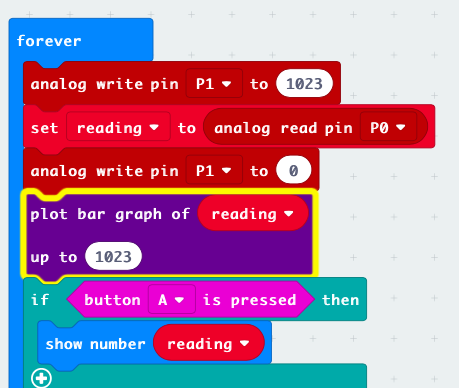 forever
analog write pin P1 to 1023
set reading to analog read pin P0
analog write pin P1 to 0
plot bar graph of reading
up to 1023
if button A is pressed then
show number reading